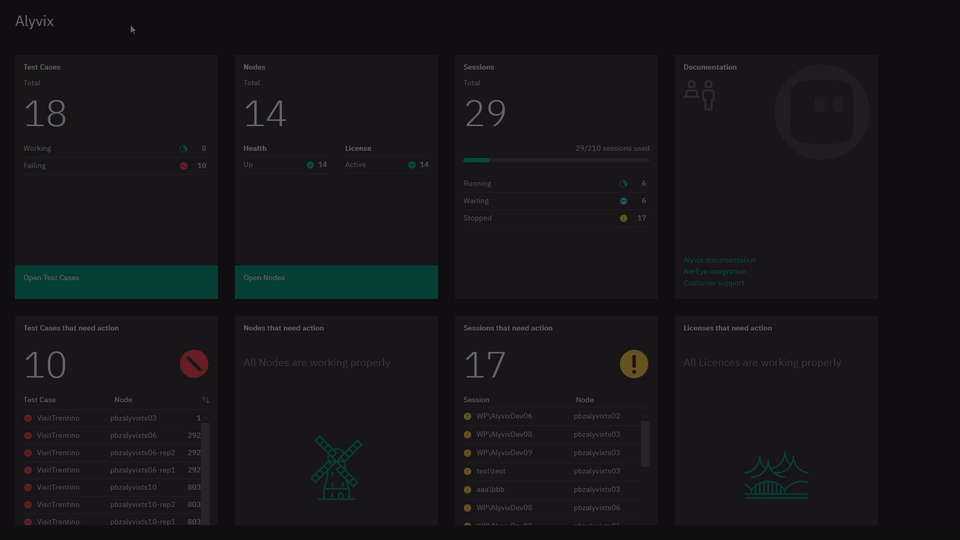 Alyvix
Test Cases
Total
18
Working 8
Failing 10
Open Test Cases
Nodes
Total
14
Health License
Up 14 Active 14
Open Nodes
Sessions
Total
29
29/210 sessions used
Running 6
Waiting 6
Stopped 17
Documentation
Alyvix documentation
NetEye integration
Customer support
Test Cases that need action
10
Test Case Node
VisitTrentino pbzalyvixts03 1
VisitTrentino pbzalyvixts06 292
VisitTrentino pbzalyvixts06-rep2 292
VisitTrentino pbzalyvixts06-rep1 292
VisitTrentino pbzalyvixts10 803
VisitTrentino pbzalyvixts10-rep2 803
VisitTrentino pbzalyvixts10-rep1 803
Nodes that need action
All Nodes are working properly
Sessions that need action
17
Session Node
WP\AlyvixDev06 pbzalyvixts02
WP\AlyvixDev08 pbzalyvixts03
WP\AlyvixDev09 pbzalyvixts03
test\test pbzalyvixts03
aaa\bbb pbzalyvixts03
WP\AlyvixDev08 pbzalyvixts06
Licenses that need action
All Licences are working properly